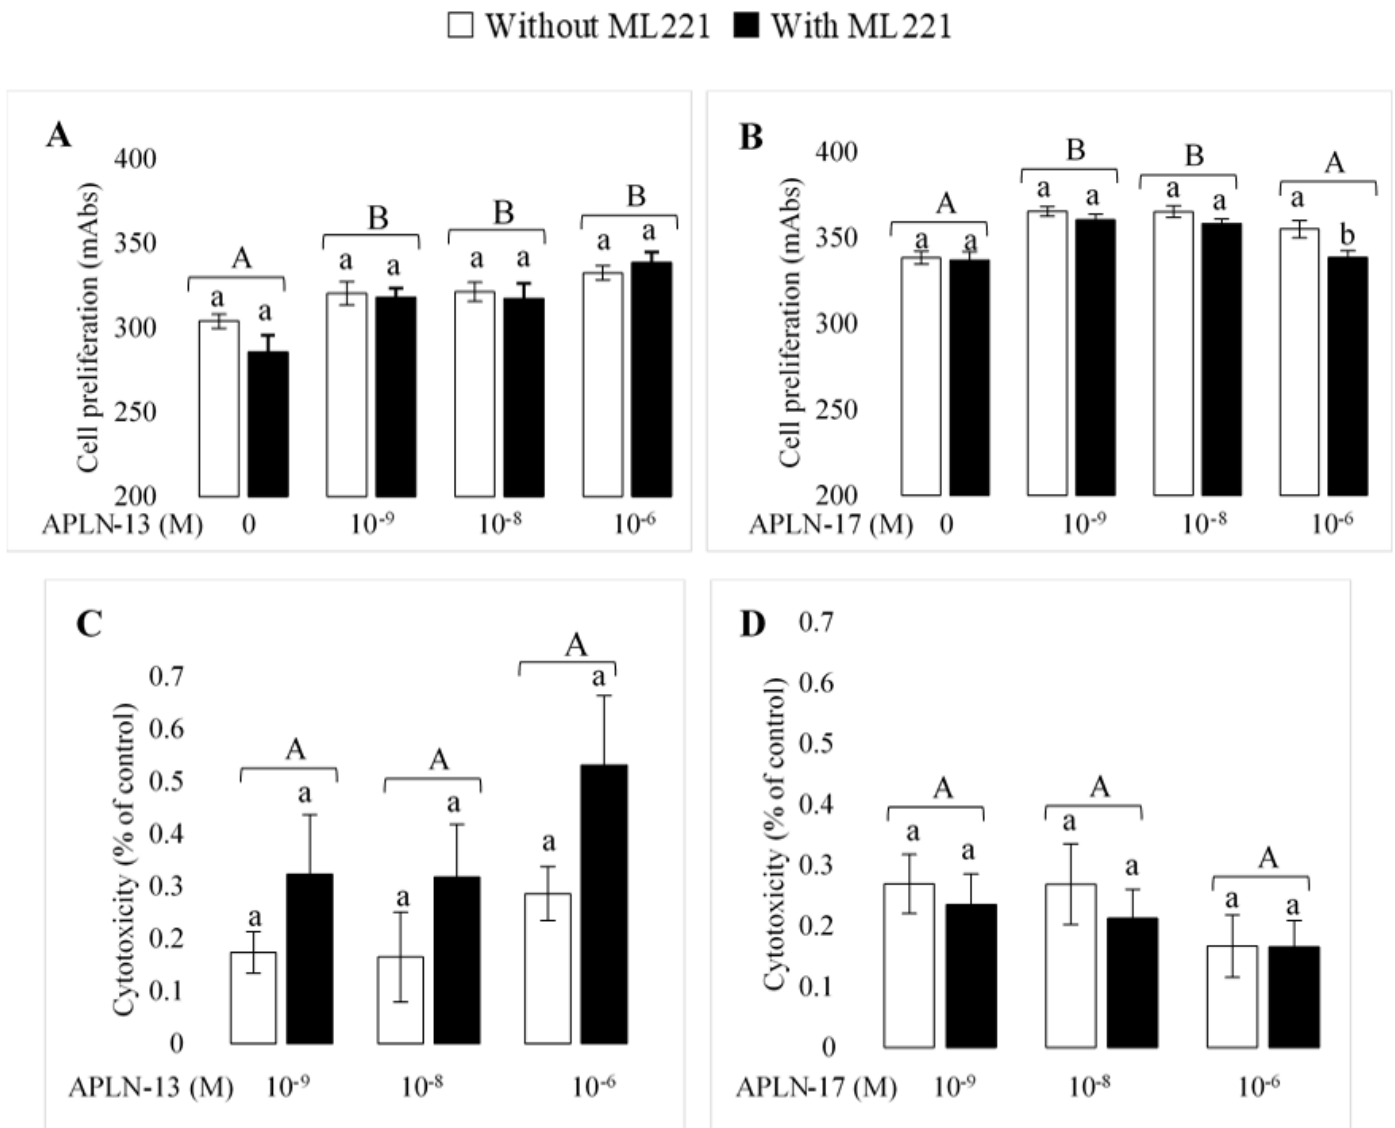 Without ML221 With ML221
A
Cell preliferation (mAbs)
400
350
300
250
200
A B B B
a a a a a a a a
APLN-13 (M) 0 10⁻⁹ 10⁻⁸ 10⁻⁶
B
Cell preliferation (mAbs)
400
350
300
250
200
A B B A
a a a a a a a b
APLN-17 (M) 0 10⁻⁹ 10⁻⁸ 10⁻⁶
C
Cytotoxicity (% of control)
0.7
0.6
0.5
0.4
0.3
0.2
0.1
0
A A A
a a a a a a
APLN-13 (M) 10⁻⁹ 10⁻⁸ 10⁻⁶
D
Cytotoxicity (% of control)
0.7
0.6
0.5
0.4
0.3
0.2
0.1
0
A A A
a a a a a a
APLN-17 (M) 10⁻⁹ 10⁻⁸ 10⁻⁶